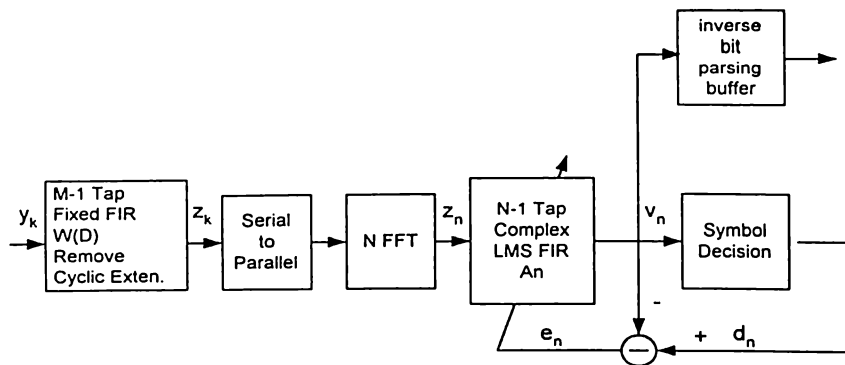 inverse
bit
parsing
buffer
y_k
M-1 Tap
Fixed FIR
W(D)
Remove
Cyclic Exten.
z_k
Serial
to
Parallel
N FFT
z_n
N-1 Tap
Complex
LMS FIR
An
v_n
Symbol
Decision
-
e_n
—
+ d_n